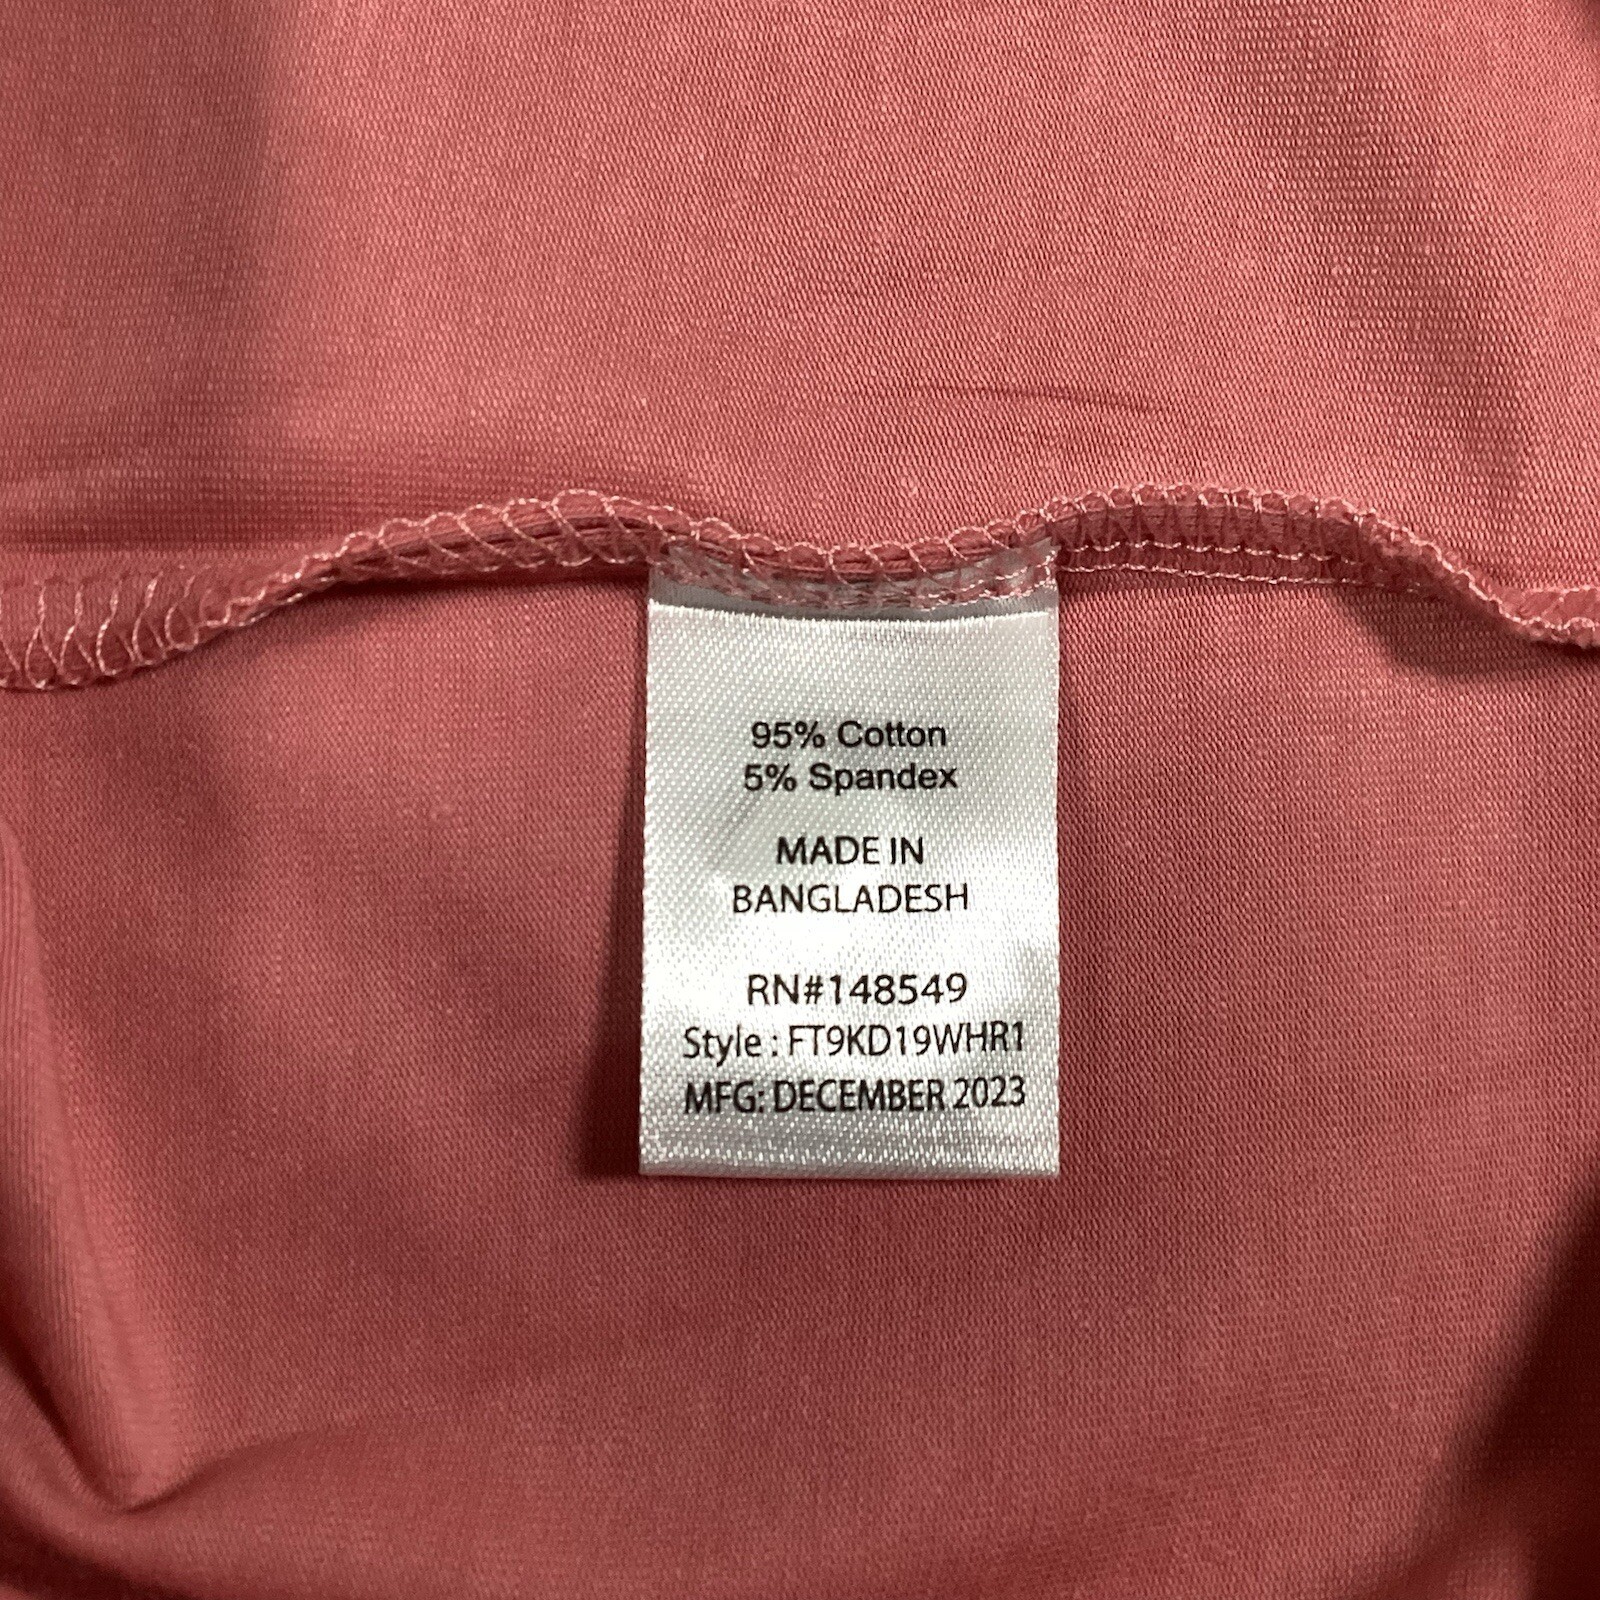 95% Cotton
5% Spandex
MADE IN
BANGLADESH
RN#148549
Style : FT9KD19WHR1
MFG: DECEMBER 2023